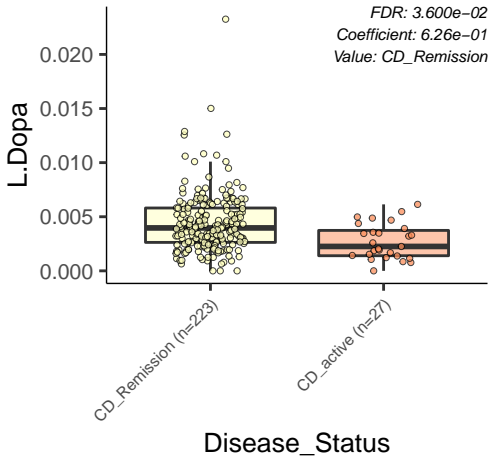 FDR: 3.600e−02
Coefficient: 6.26e−01
Value: CD_Remission
L.Dopa
0.020
0.015
0.010
0.005
0.000
CD_Remission (n=223)
CD_active (n=27)
Disease_Status